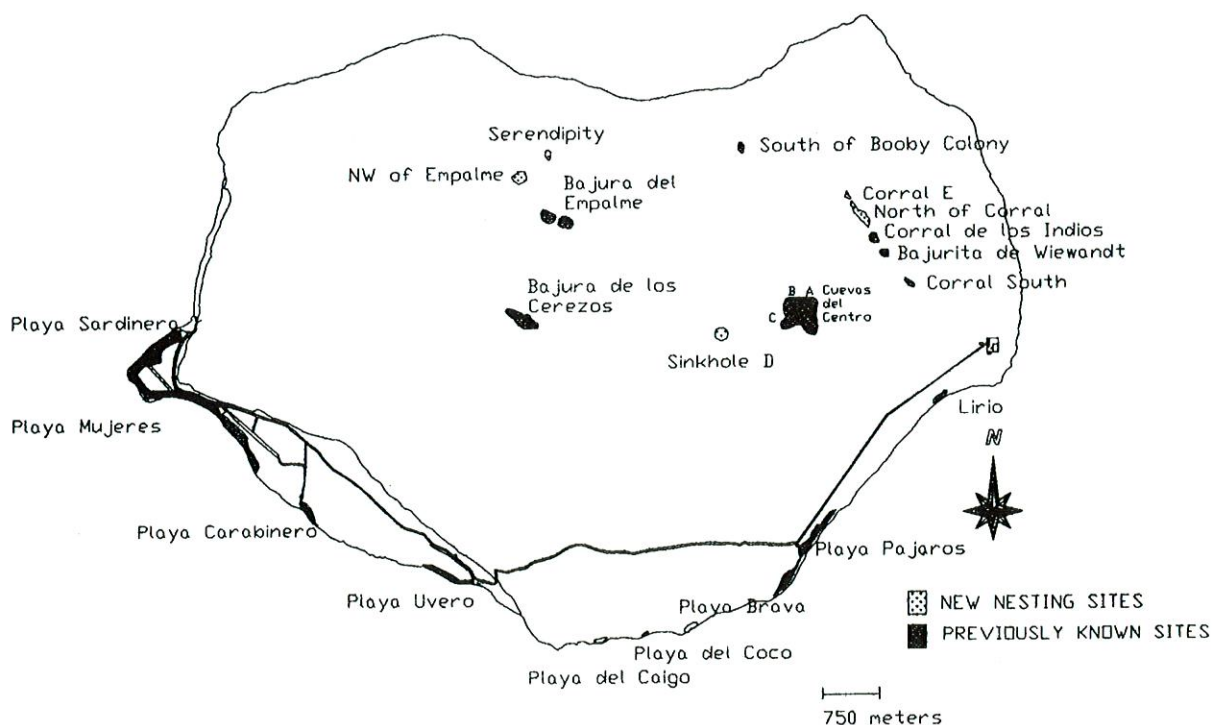 Serendipity
South of Booby Colony
NW of Empalme
Bajura del
Empalme
Corral E
North of Corral
Corral de los Indios
Bajurita de Wiewandt
Corral South
Bajura de los
Cerezos
B A Cuevas
del
Centro
C
Sinkhole D
Playa Sardinera
Playa Mujeres
Lirio
N
Playa Carabinero
Playa Pajaros
Playa Uvero
Playa Brava
Playa del Coco
Playa del Caigo
NEW NESTING SITES
PREVIOUSLY KNOWN SITES
750 meters